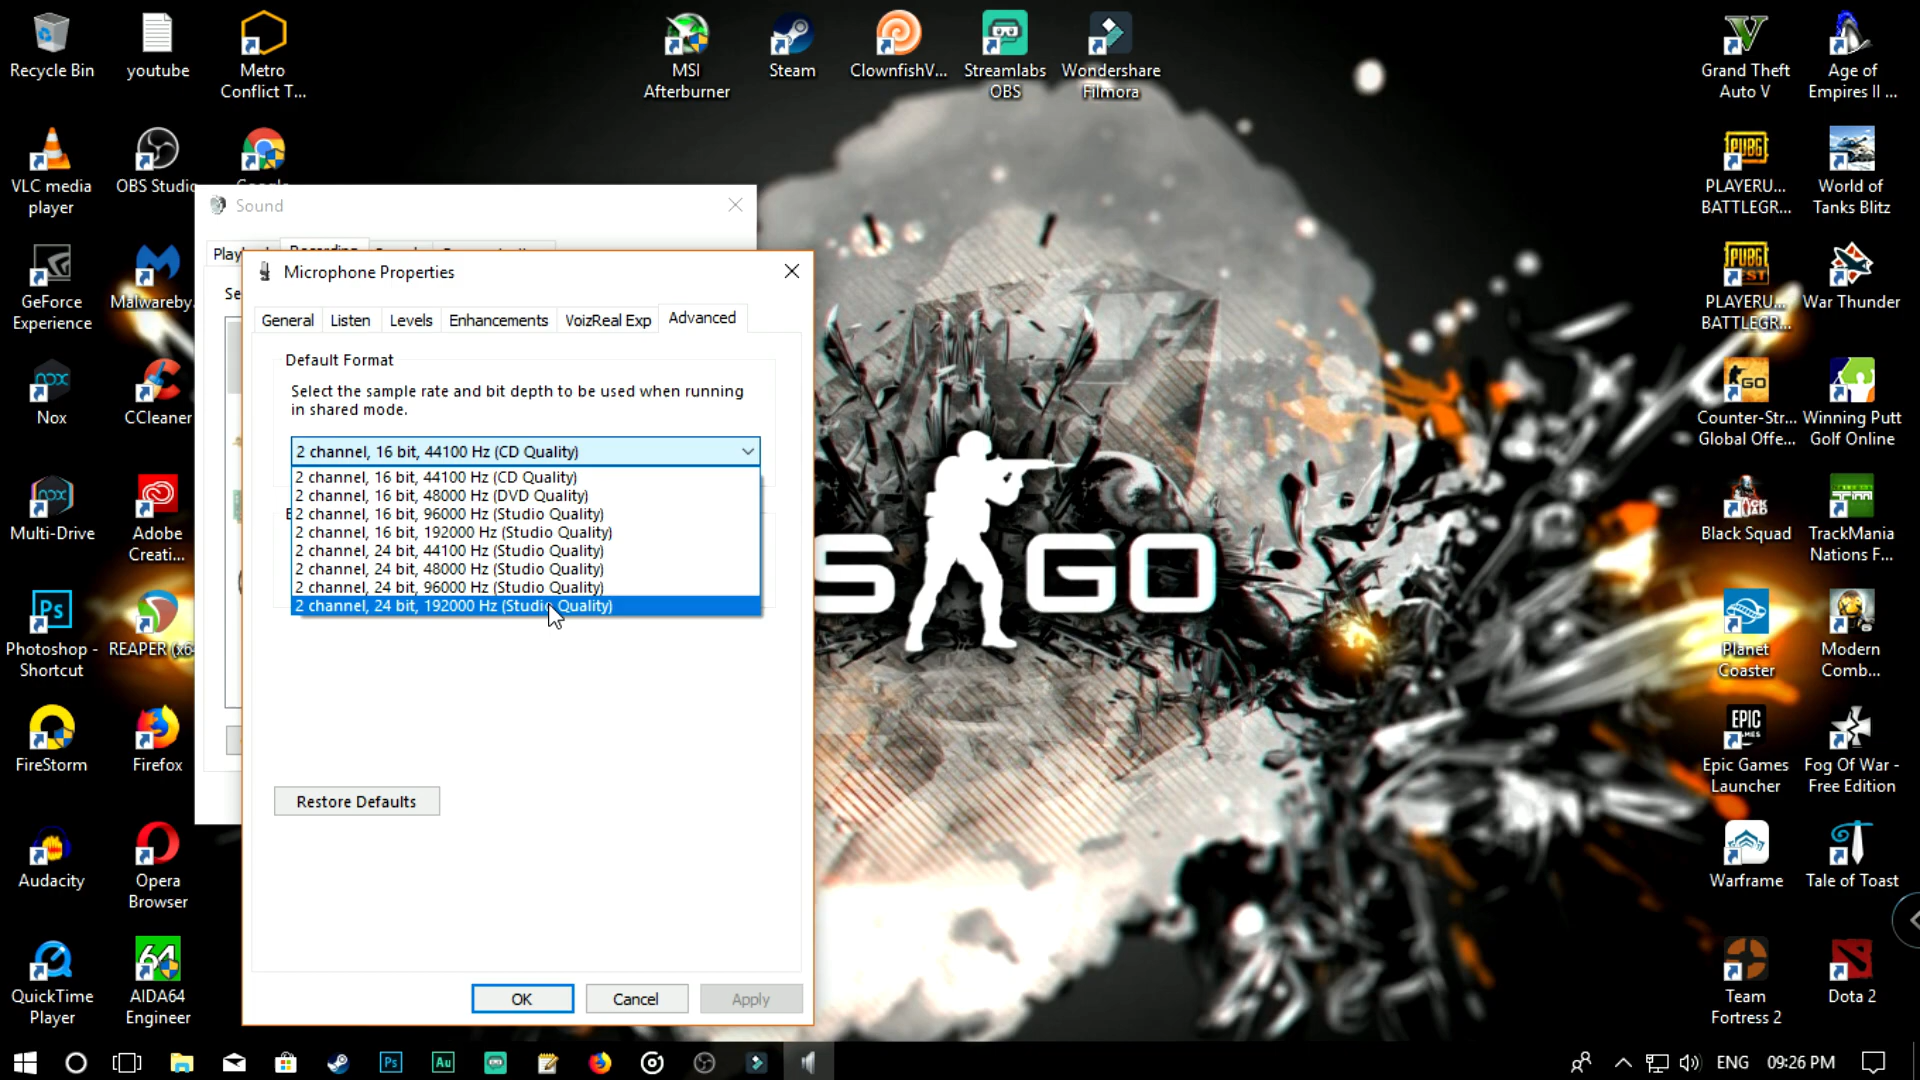 Recycle Bin
youtube
Metro
Conflict T...
MSI
Afterburner
Steam
ClownfishV...
Streamlabs
OBS
Wondershare
Filmora
Grand Theft
Auto V
Age of
Empires II ...
VLC media
player
OBS Studio
Google
PLAYERU...
BATTLEGR...
World of
Tanks Blitz
GeForce
Experience
Malwareby...
PLAYERU...
BATTLEGR...
War Thunder
Nox
CCleaner
Counter-Str...
Global Offe...
Winning Putt
Golf Online
Multi-Drive
Adobe
Creati...
Black Squad
TrackMania
Nations F...
Photoshop -
Shortcut
REAPER (x6
Planet
Coaster
Modern
Comb...
FireStorm
Firefox
Epic Games
Launcher
Fog Of War -
Free Edition
Audacity
Opera
Browser
Warframe
Tale of Toast
QuickTime
Player
AIDA64
Engineer
Team
Fortress 2
Dota 2
Sound
Play
Recording
Se
Microphone Properties
General
Listen
Levels
Enhancements
VoizReal Exp
Advanced
Default Format
Select the sample rate and bit depth to be used when running
in shared mode.
2 channel, 16 bit, 44100 Hz (CD Quality)
2 channel, 16 bit, 44100 Hz (CD Quality)
2 channel, 16 bit, 48000 Hz (DVD Quality)
2 channel, 16 bit, 96000 Hz (Studio Quality)
2 channel, 16 bit, 192000 Hz (Studio Quality)
2 channel, 24 bit, 44100 Hz (Studio Quality)
2 channel, 24 bit, 48000 Hz (Studio Quality)
2 channel, 24 bit, 96000 Hz (Studio Quality)
2 channel, 24 bit, 192000 Hz (Studio Quality)
Restore Defaults
OK
Cancel
Apply
S GO
ENG
09:26 PM